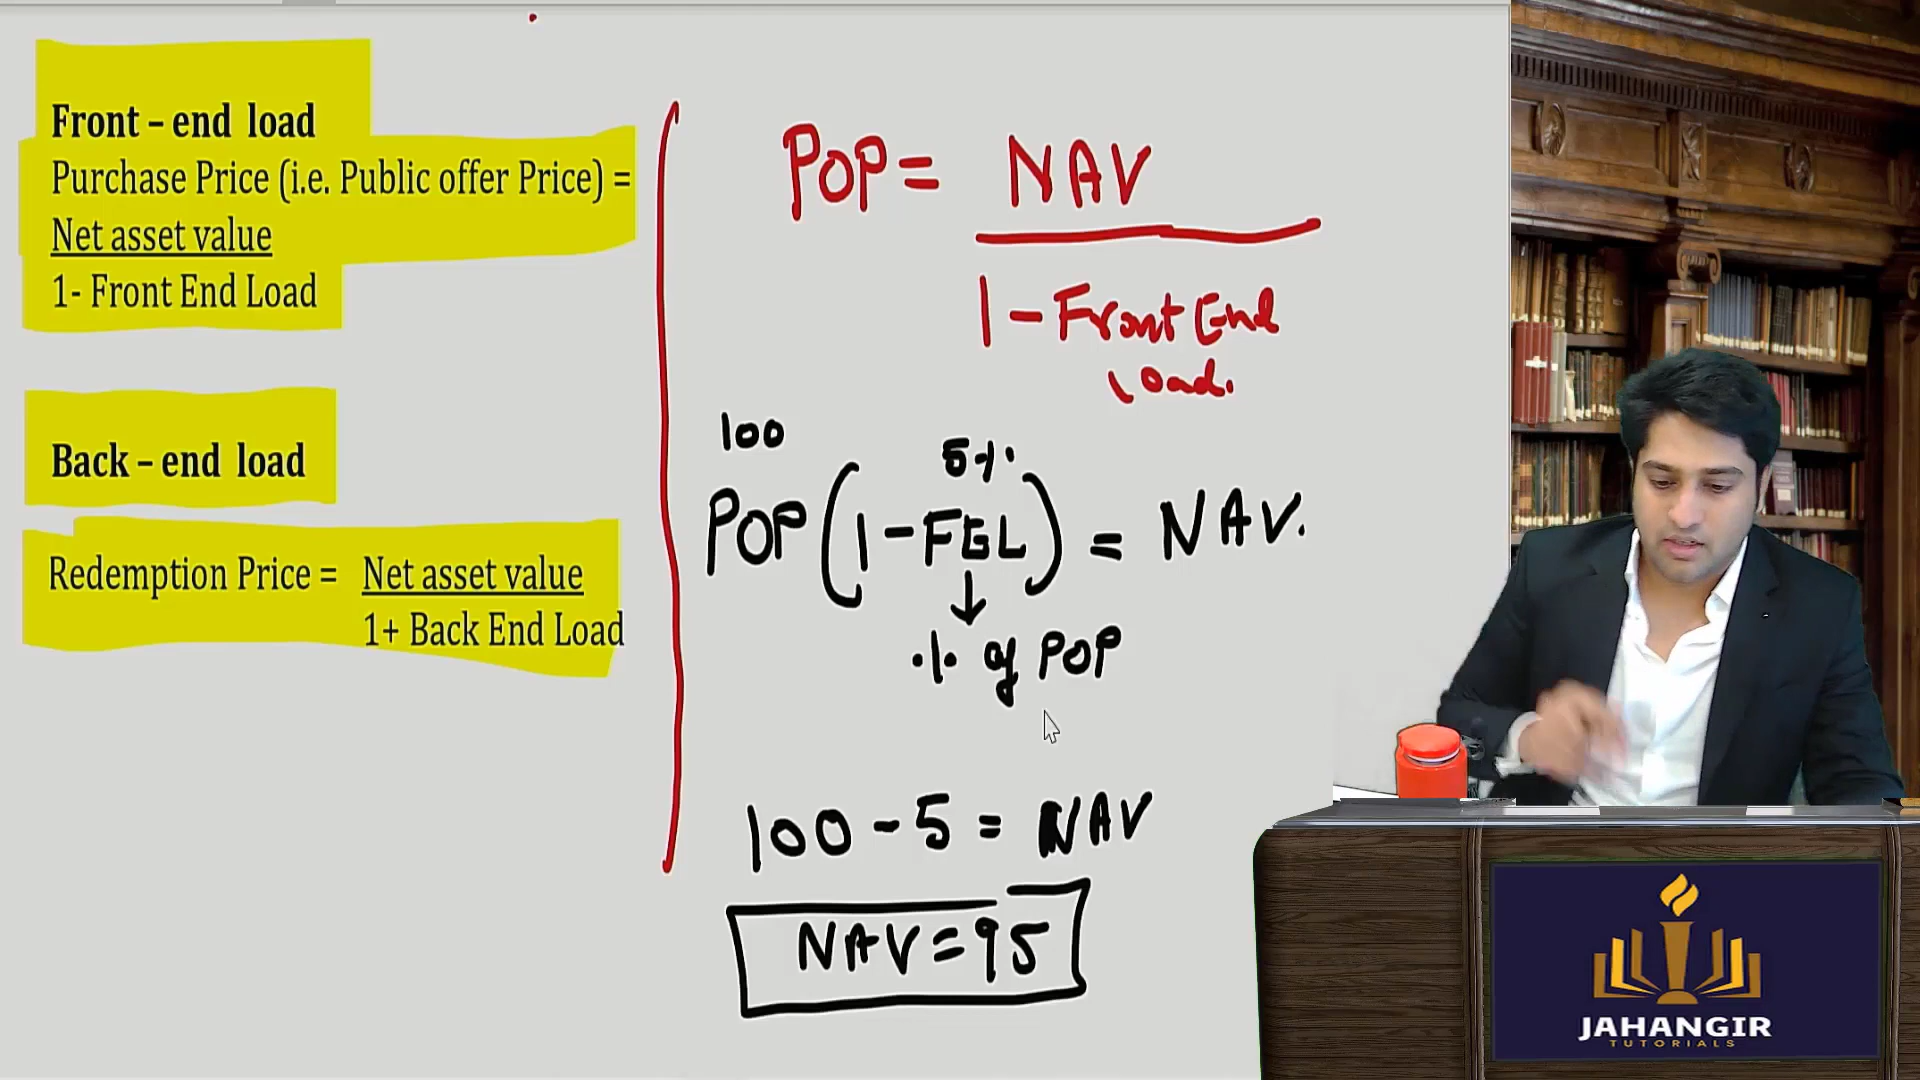 Front – end load
Purchase Price (i.e. Public offer Price) =
Net asset value
1- Front End Load
Back – end load
Redemption Price = Net asset value
1+ Back End Load
POP = NAV
1 - Front End
Load.
100
5%
POP (1 - FEL) = NAV.
% of POP
100 - 5 = NAV
NAV = 95
JAHANGIR
TUTORIALS